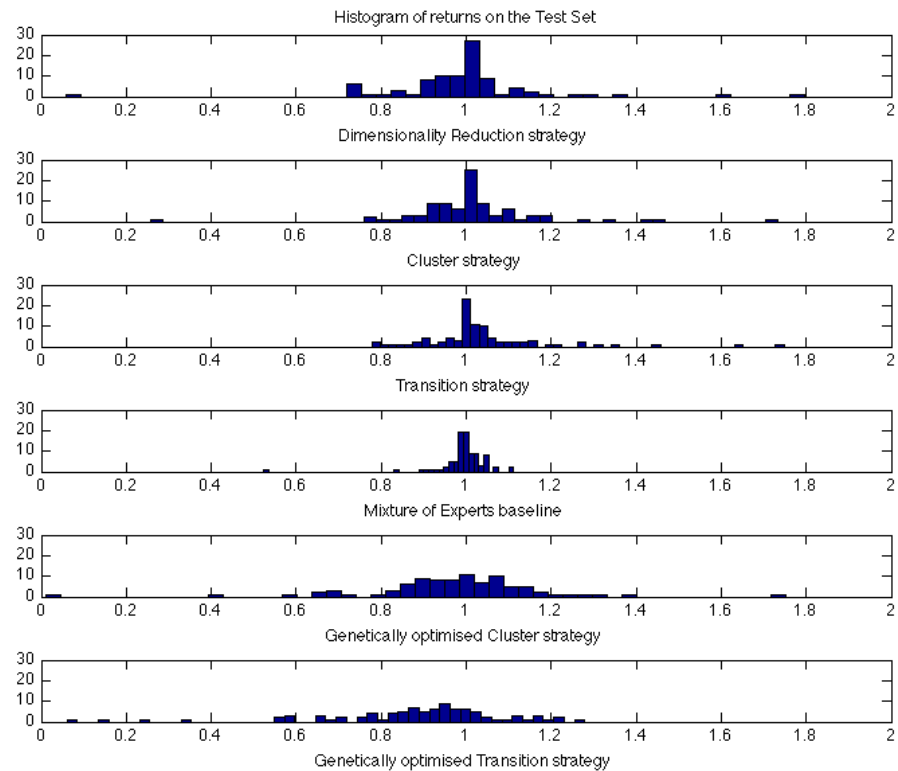 Histogram of returns on the Test Set
30
20
10
0
0 0.2 0.4 0.6 0.8 1 1.2 1.4 1.6 1.8 2
Dimensionality Reduction strategy
30
20
10
0
0 0.2 0.4 0.6 0.8 1 1.2 1.4 1.6 1.8 2
Cluster strategy
30
20
10
0
0 0.2 0.4 0.6 0.8 1 1.2 1.4 1.6 1.8 2
Transition strategy
30
20
10
0
0 0.2 0.4 0.6 0.8 1 1.2 1.4 1.6 1.8 2
Mixture of Experts baseline
30
20
10
0
0 0.2 0.4 0.6 0.8 1 1.2 1.4 1.6 1.8 2
Genetically optimised Cluster strategy
30
20
10
0
0 0.2 0.4 0.6 0.8 1 1.2 1.4 1.6 1.8 2
Genetically optimised Transition strategy